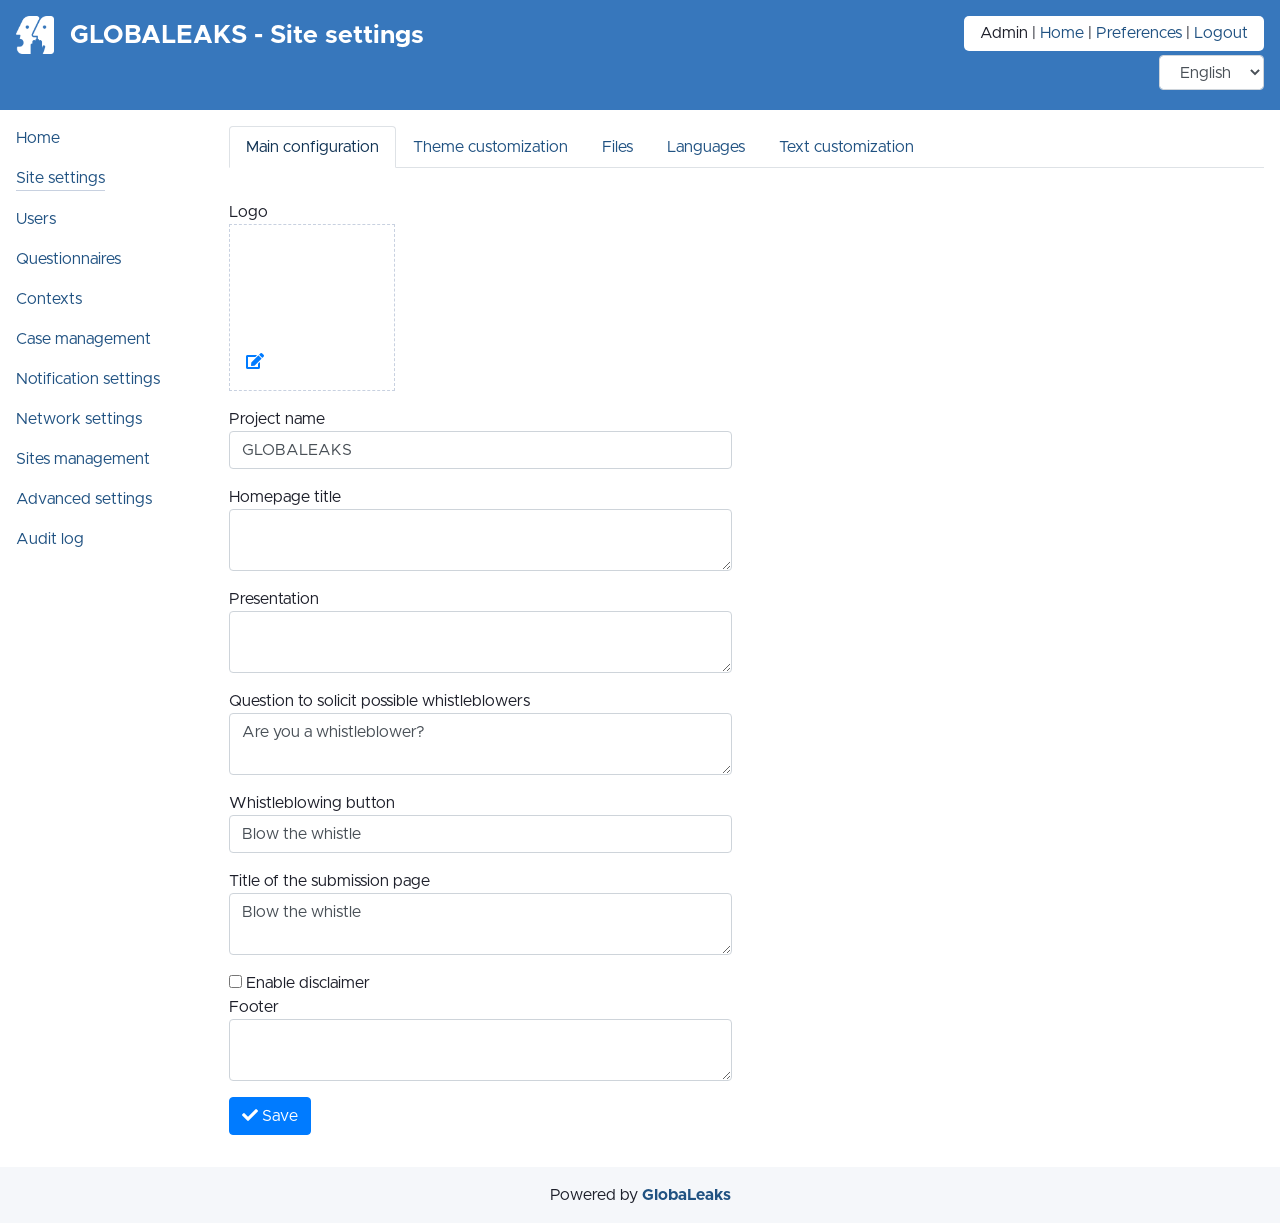 GLOBALEAKS - Site settings
Admin | Home | Preferences | Logout
English
Home
Site settings
Users
Questionnaires
Contexts
Case management
Notification settings
Network settings
Sites management
Advanced settings
Audit log
Main configuration Theme customization Files Languages Text customization
Logo
Project name
GLOBALEAKS
Homepage title
Presentation
Question to solicit possible whistleblowers
Are you a whistleblower?
Whistleblowing button
Blow the whistle
Title of the submission page
Blow the whistle
Enable disclaimer
Footer
Save
Powered by GlobaLeaks